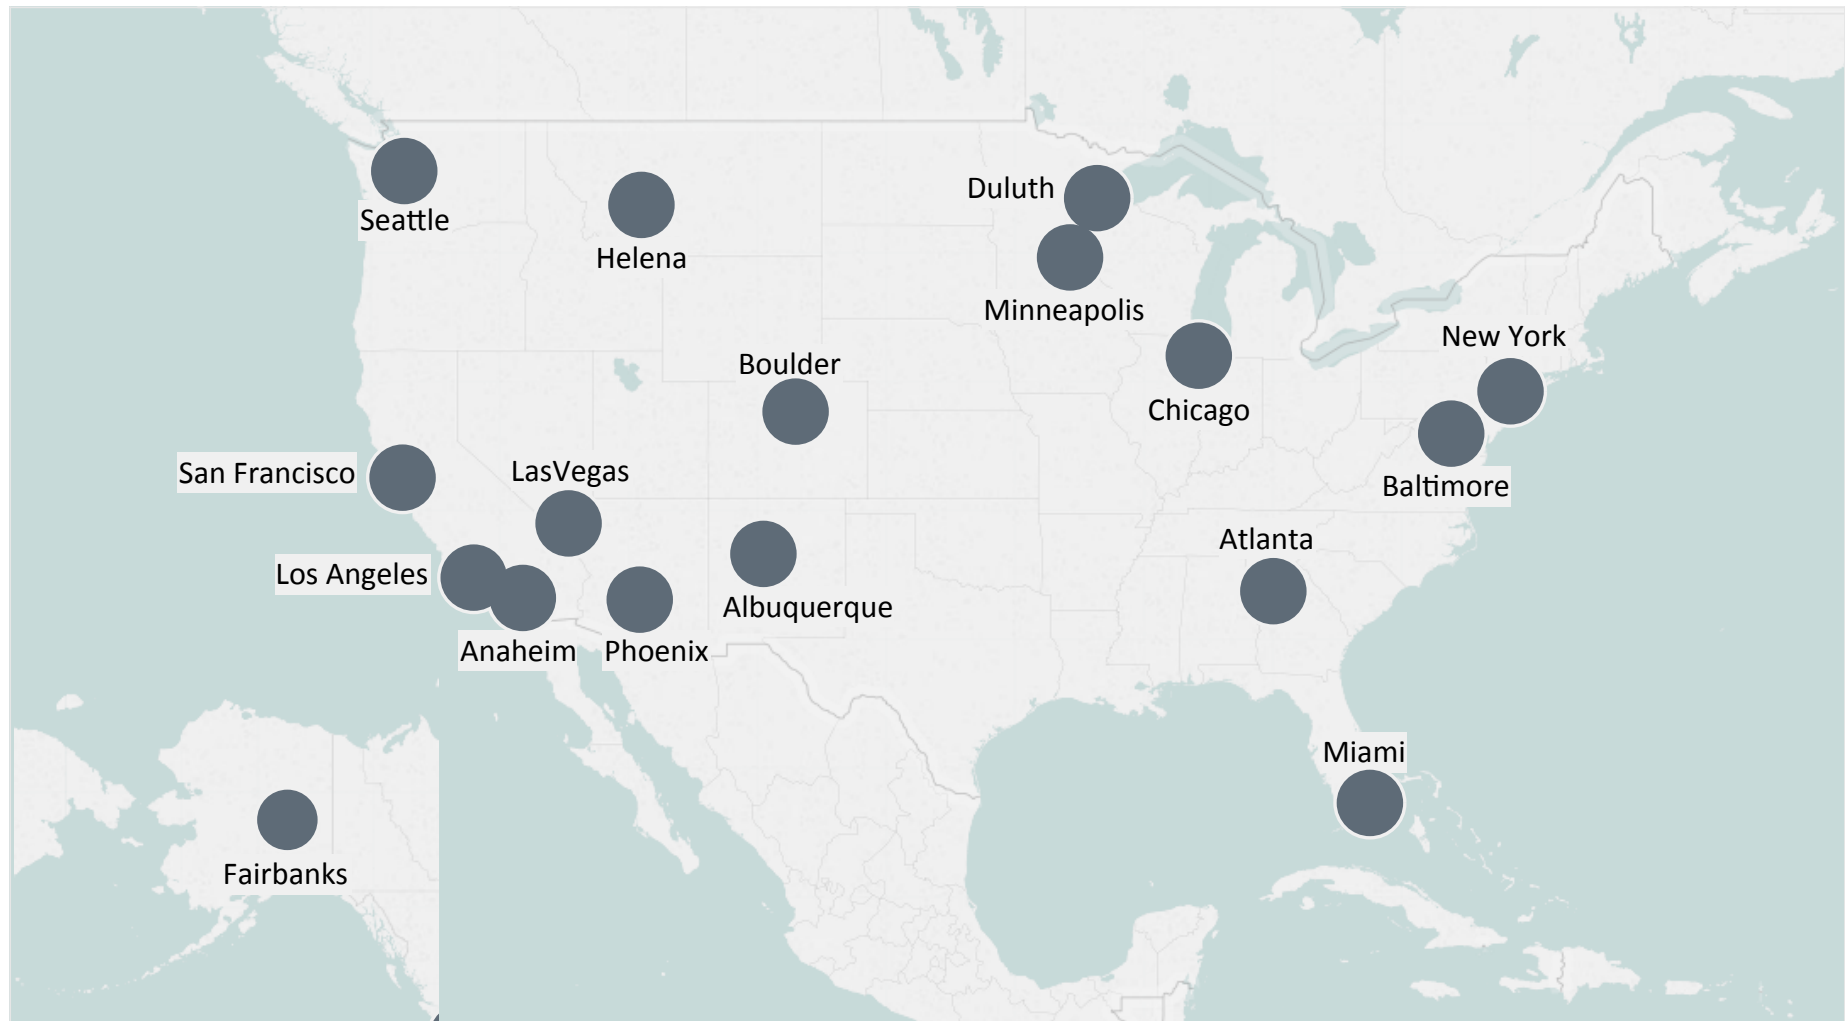 Duluth
Seattle
Helena
Minneapolis
New York
Boulder
Chicago
San Francisco
LasVegas
Baltimore
Atlanta
Los Angeles
Albuquerque
Anaheim
Phoenix
Miami
Fairbanks